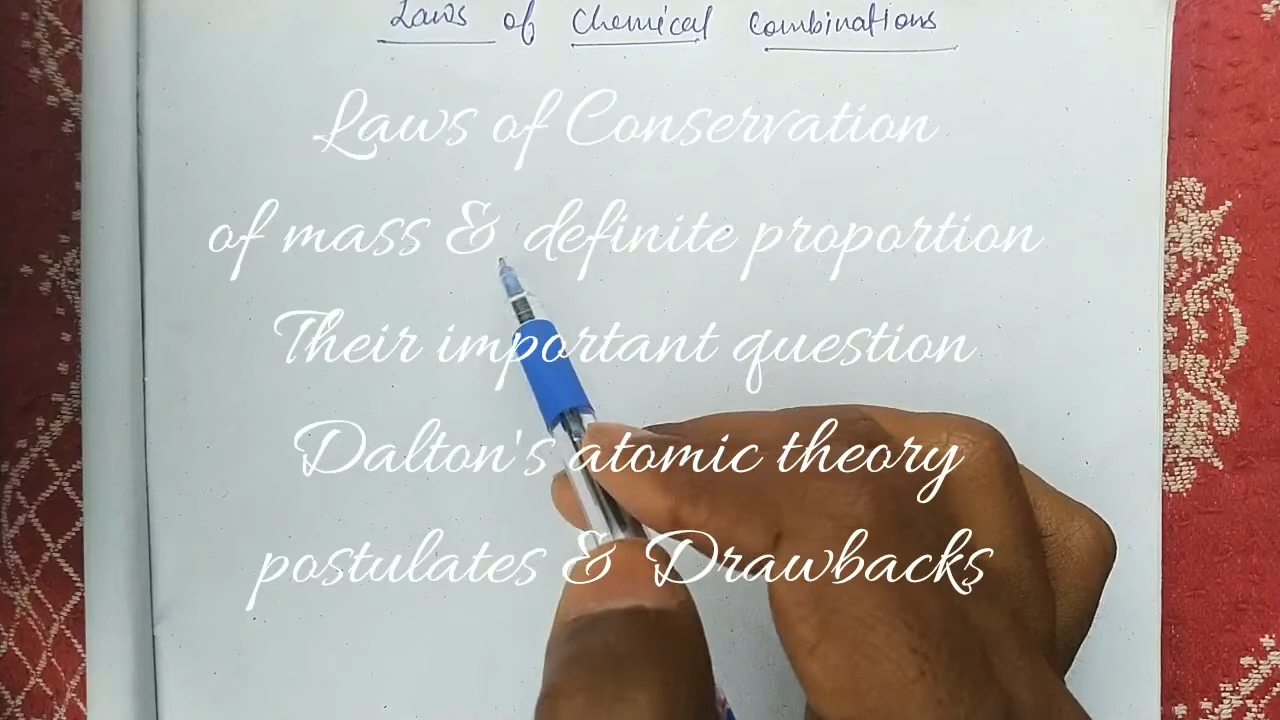 Laws of Chemical Combinations
Laws of Conservation
of mass & definite proportion
Their important question
Dalton's atomic theory
postulates & Drawbacks